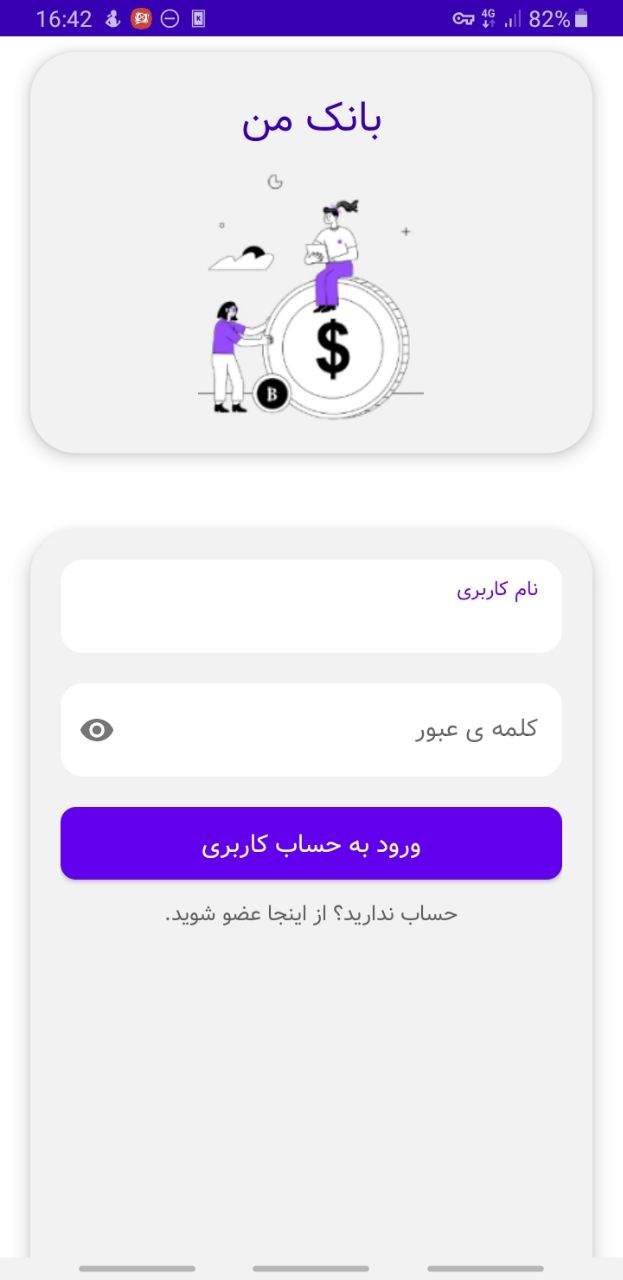 16:42
4G
82%
بانک من
$
B
نام کاربری
کلمه ی عبور
ورود به حساب کاربری
حساب ندارید؟ از اینجا عضو شوید.